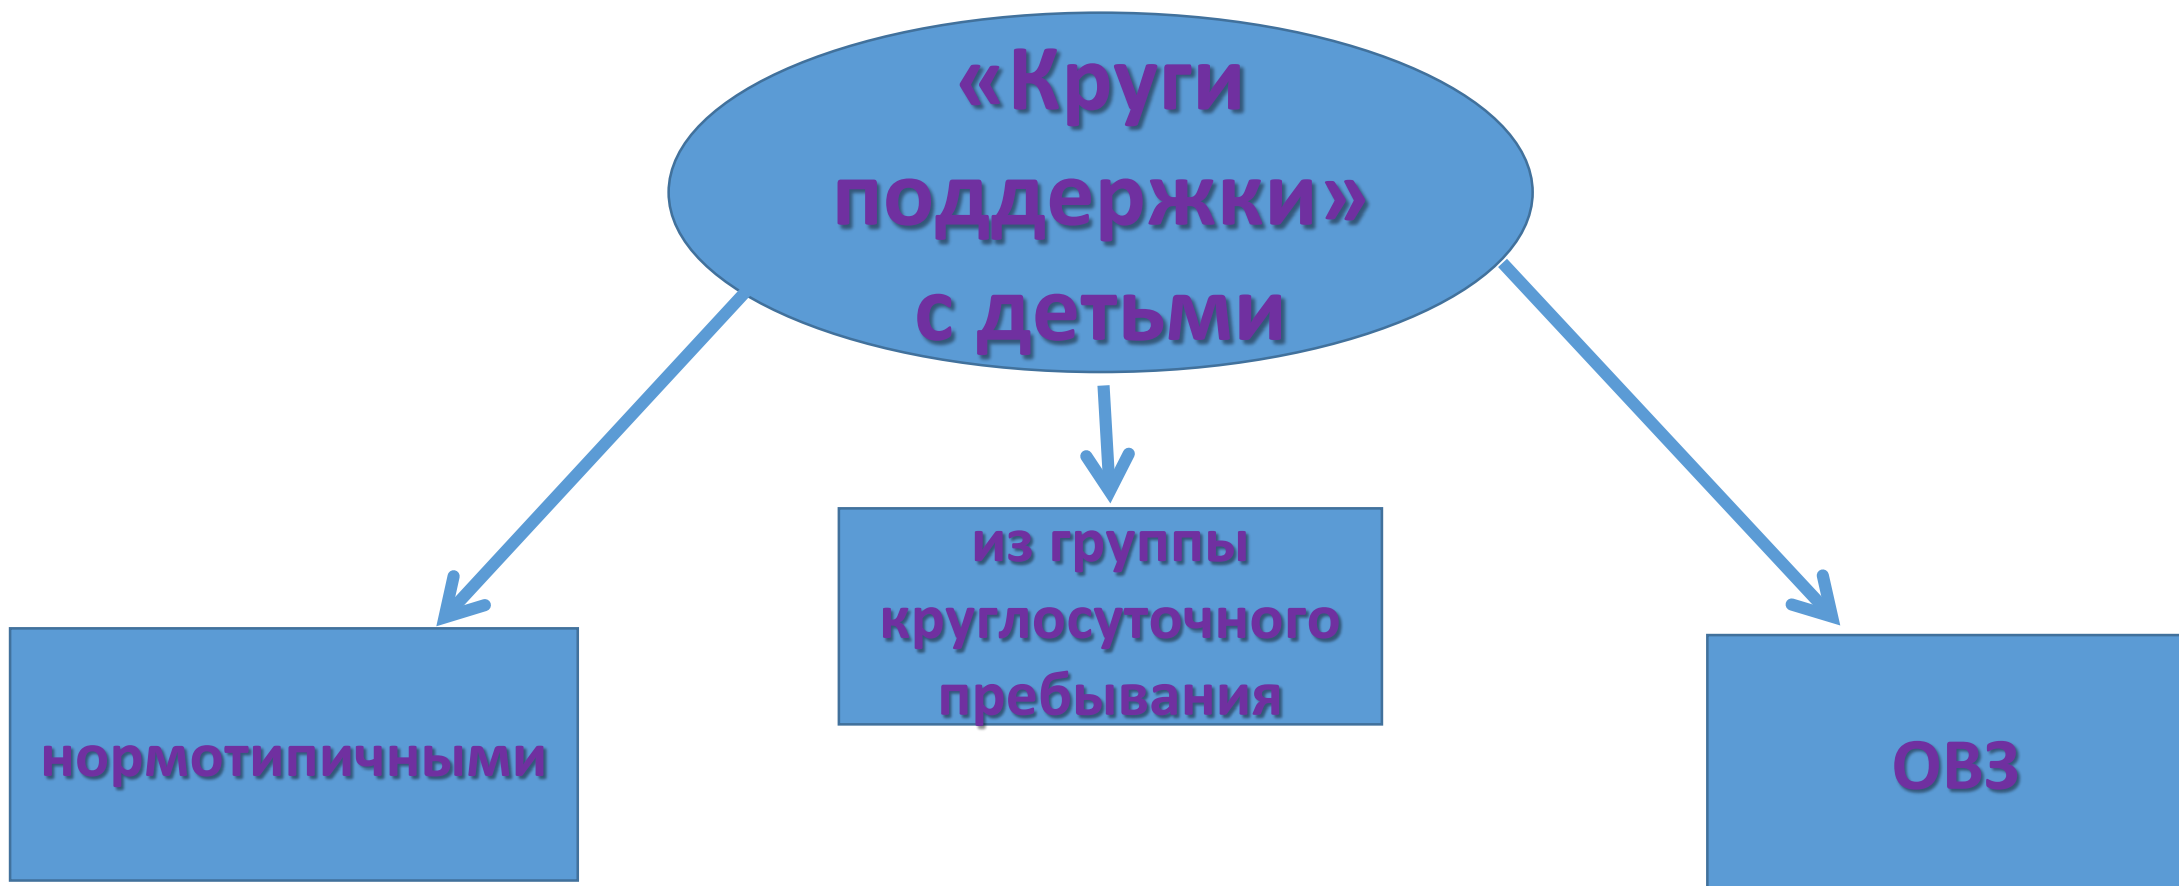 «Круги
поддержки»
с детьми
из группы
круглосуточного
пребывания
нормотипичными
ОВЗ